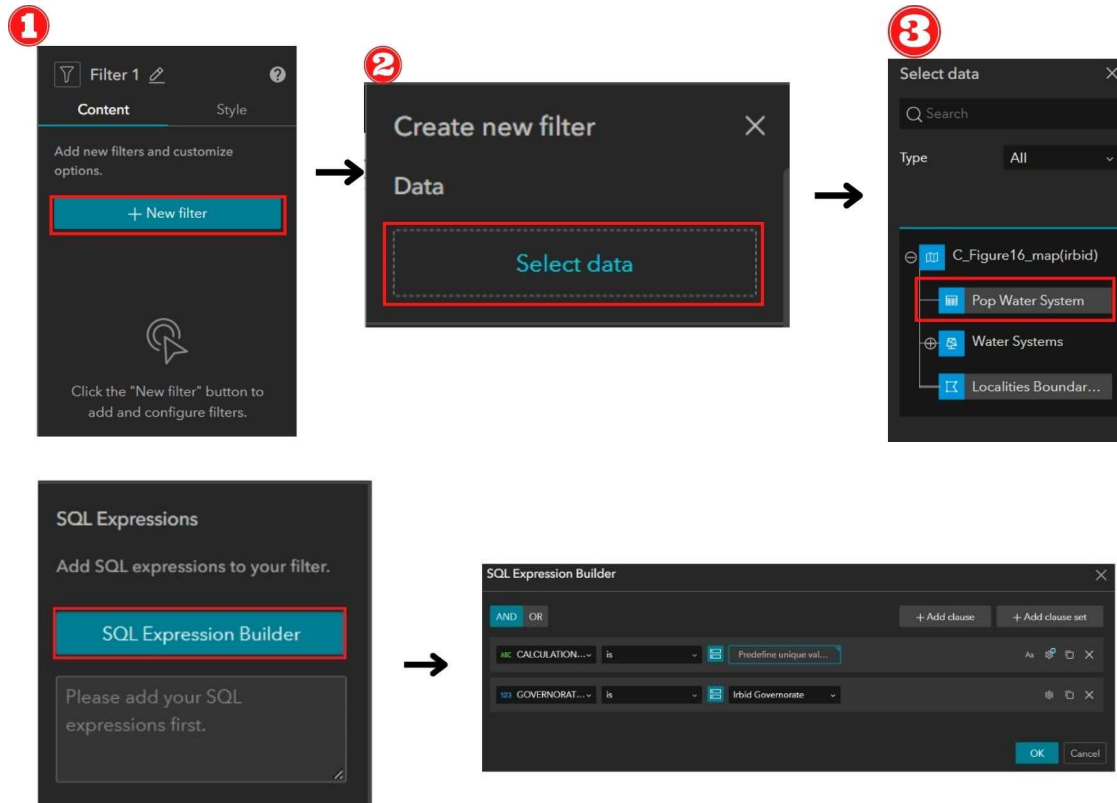 1
Filter 1
Content Style
Add new filters and customize
options.
+ New filter
Click the "New filter" button to
add and configure filters.
2
Create new filter
Data
Select data
3
Select data
Search
Type All
C_Figure16_map(irbid)
Pop Water System
Water Systems
Localities Boundar...
SQL Expressions
Add SQL expressions to your filter.
SQL Expression Builder
Please add your SQL
expressions first.
SQL Expression Builder
AND OR + Add clause + Add clause set
ABC CALCULATION... is Predefine unique val... Aa
123 GOVERNORAT... is Irbid Governorate
OK Cancel